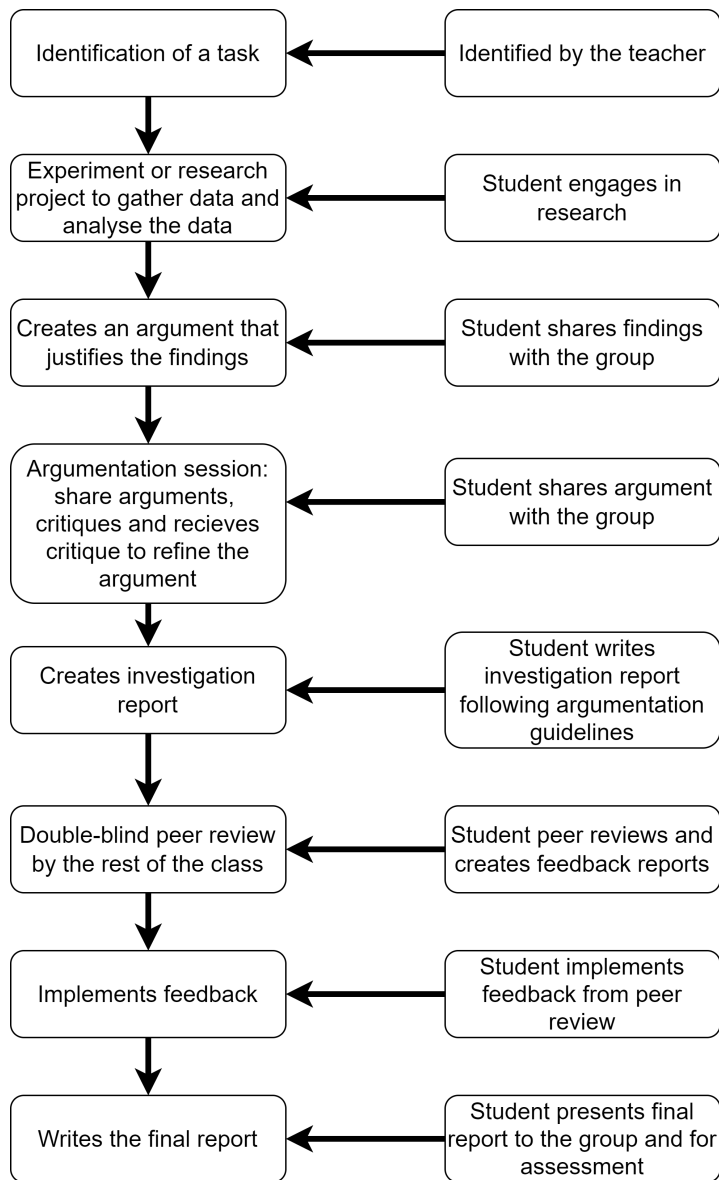 Identification of a task
Identified by the teacher
Experiment or research
project to gather data and
analyse the data
Student engages in
research
Creates an argument that
justifies the findings
Student shares findings
with the group
Argumentation session:
share arguments,
critiques and recieves
critique to refine the
argument
Student shares argument
with the group
Creates investigation
report
Student writes
investigation report
following argumentation
guidelines
Double-blind peer review
by the rest of the class
Student peer reviews and
creates feedback reports
Implements feedback
Student implements
feedback from peer
review
Writes the final report
Student presents final
report to the group and for
assessment